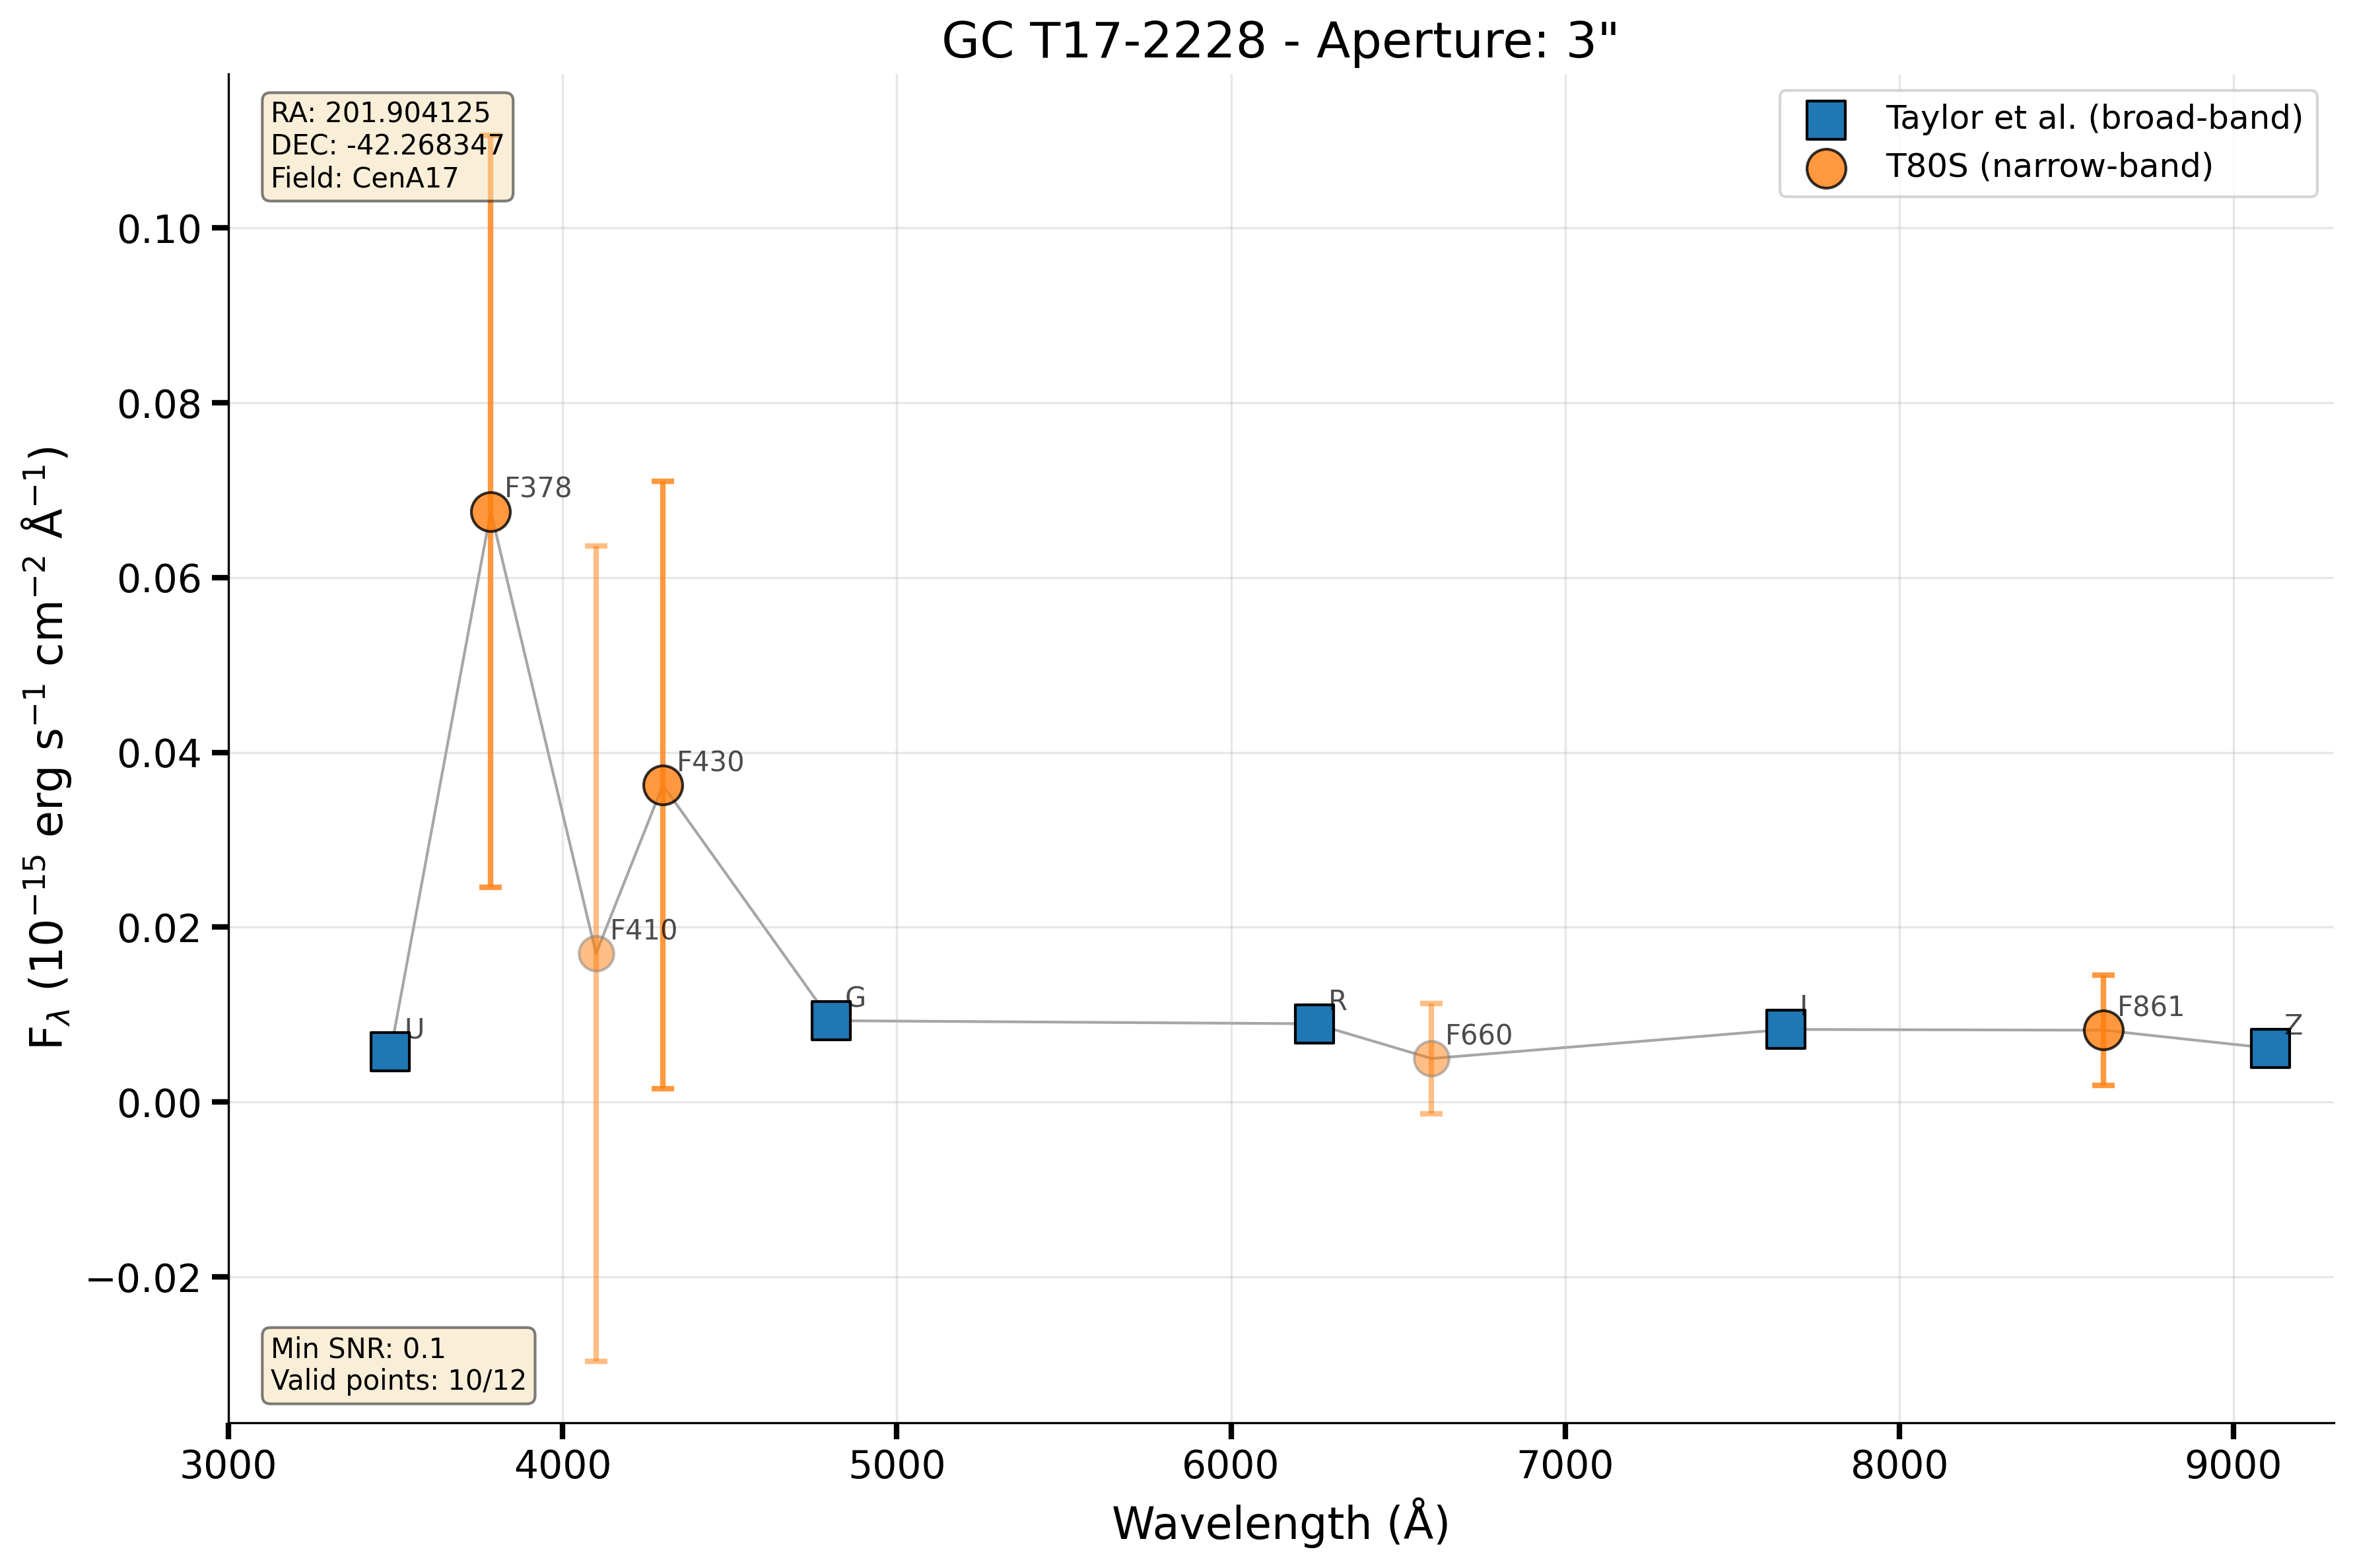 GC T17-2228 - Aperture: 3"
RA: 201.904125
DEC: -42.268347
Field: CenA17
Taylor et al. (broad-band)
T80S (narrow-band)
0.10
0.08
0.06
0.04
0.02
0.00
−0.02
F_λ (10⁻¹⁵ erg s⁻¹ cm⁻² Å⁻¹)
U
F378
F410
F430
G
R
F660
I
F861
Z
Min SNR: 0.1
Valid points: 10/12
3000 4000 5000 6000 7000 8000 9000
Wavelength (Å)